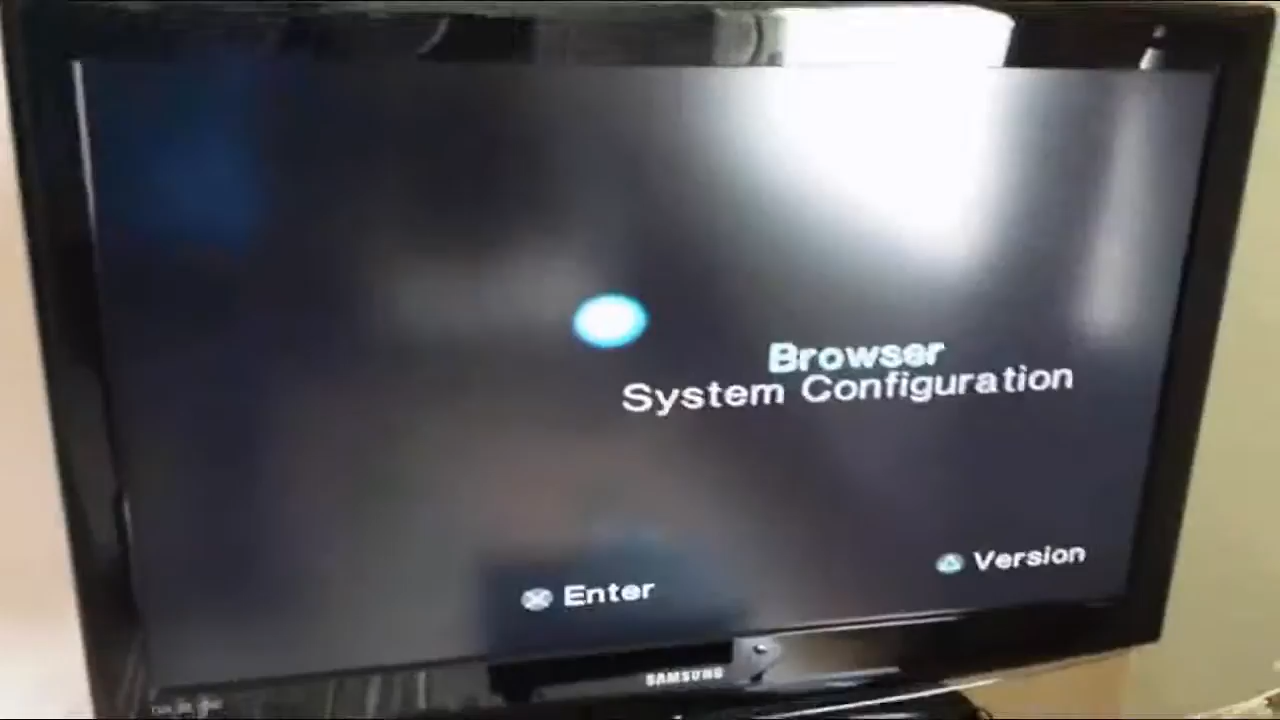 Browser
System Configuration
Enter
Version
SAMSUNG